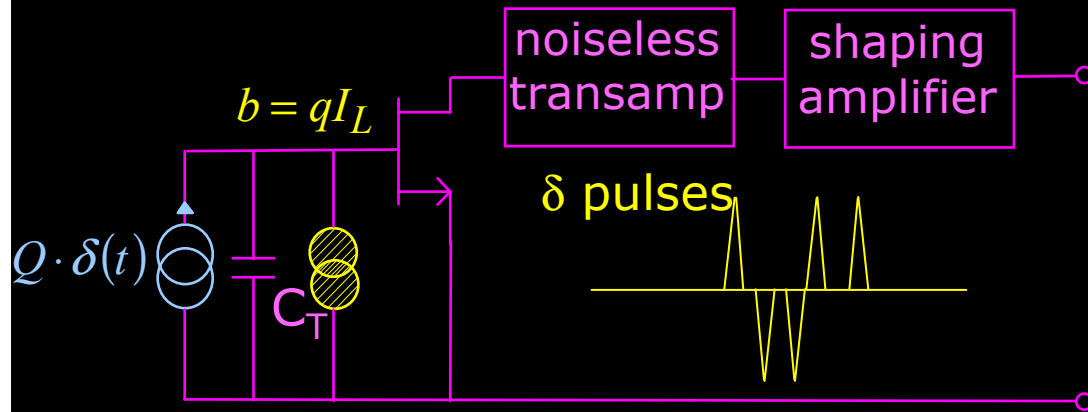 noiseless
transamp
shaping
amplifier
b = qI_L
δ pulses
Q · δ(t)
C_T